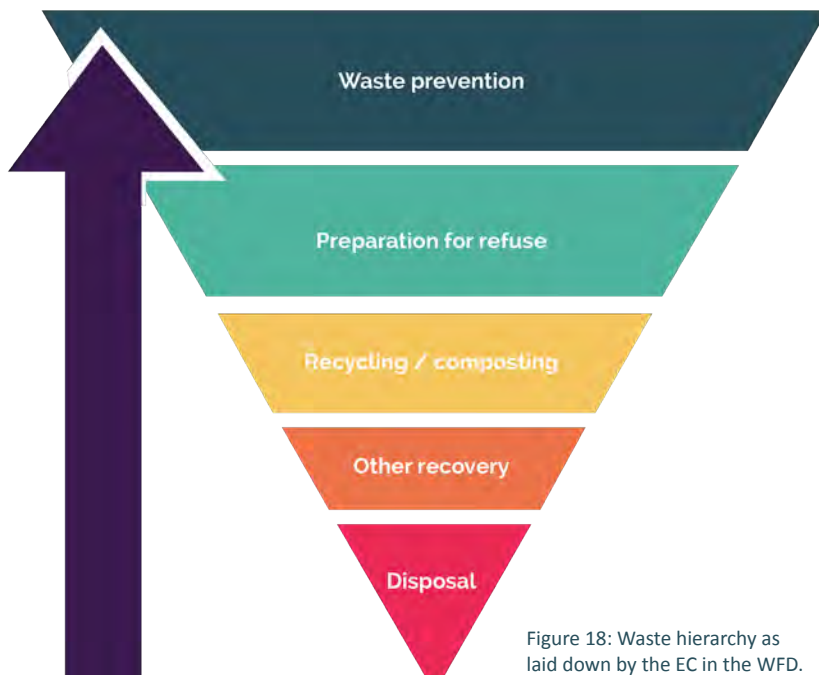 Waste prevention
Preparation for refuse
Recycling / composting
Other recovery
Disposal
Figure 18: Waste hierarchy as
laid down by the EC in the WFD.